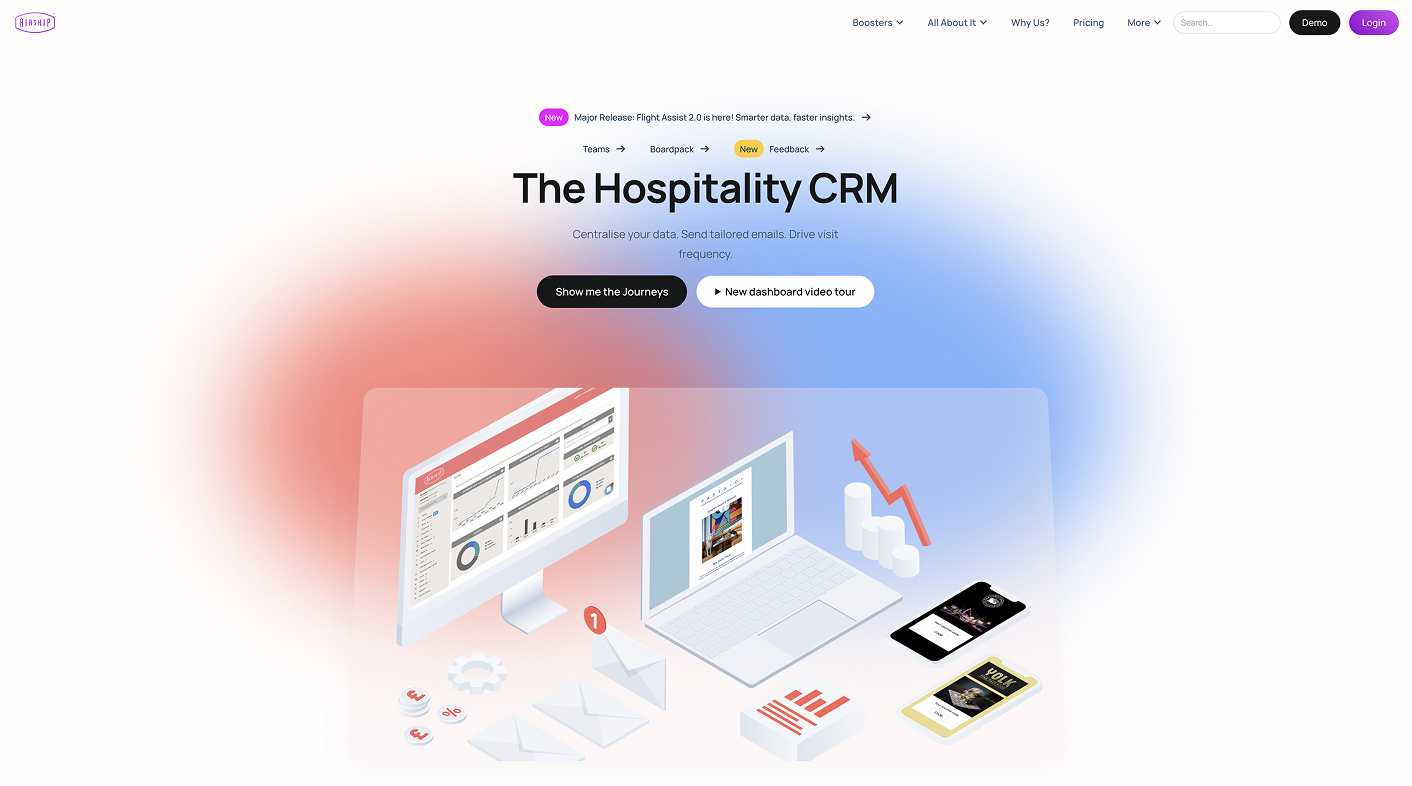 AIRSHIP
Boosters
All About It
Why Us?
Pricing
More
Search...
Demo
Login
New Major Release: Flight Assist 2.0 is here! Smarter data, faster insights.
Teams
Boardpack
New Feedback
The Hospitality CRM
Centralise your data. Send tailored emails. Drive visit
frequency.
Show me the Journeys
New dashboard video tour
1
£
%
£
YOLK
Code
Code